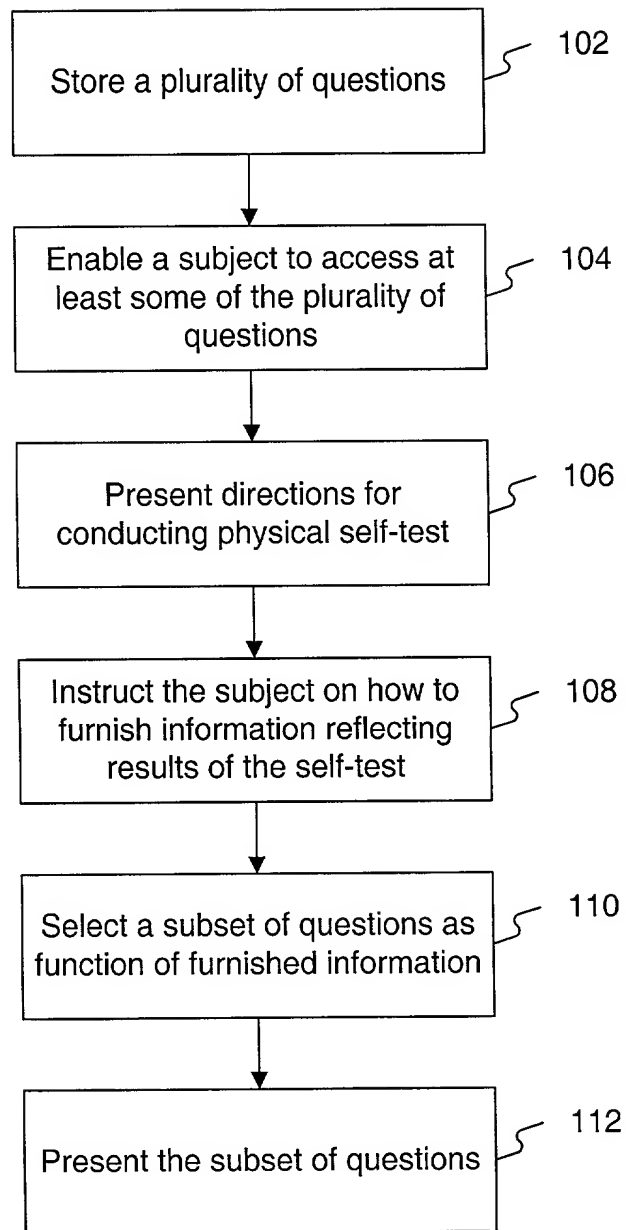 Store a plurality of questions
102
Enable a subject to access at
least some of the plurality of
questions
104
Present directions for
conducting physical self-test
106
Instruct the subject on how to
furnish information reflecting
results of the self-test
108
Select a subset of questions as
function of furnished information
110
Present the subset of questions
112